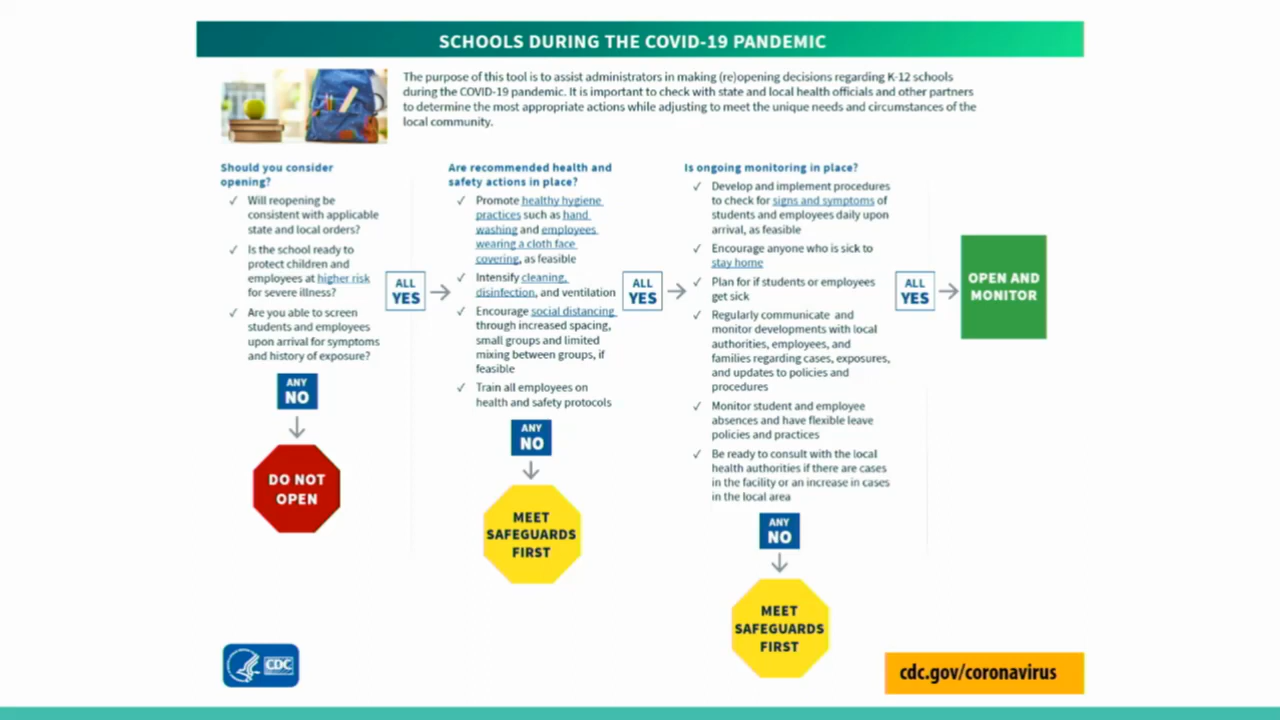 SCHOOLS DURING THE COVID-19 PANDEMIC
The purpose of this tool is to assist administrators in making (re)opening decisions regarding K-12 schools
during the COVID-19 pandemic. It is important to check with state and local health officials and other partners
to determine the most appropriate actions while adjusting to meet the unique needs and circumstances of the
local community.
Should you consider
opening?
✓ Will reopening be
consistent with applicable
state and local orders?
✓ Is the school ready to
protect children and
employees at higher risk
for severe illness?
✓ Are you able to screen
students and employees
upon arrival for symptoms
and history of exposure?
ANY
NO
DO NOT
OPEN
ALL
YES
Are recommended health and
safety actions in place?
✓ Promote healthy hygiene
practices such as hand
washing and employees
wearing a cloth face
covering, as feasible
✓ Intensify cleaning,
disinfection, and ventilation
✓ Encourage social distancing
through increased spacing,
small groups and limited
mixing between groups, if
feasible
✓ Train all employees on
health and safety protocols
ANY
NO
MEET
SAFEGUARDS
FIRST
ALL
YES
Is ongoing monitoring in place?
✓ Develop and implement procedures
to check for signs and symptoms of
students and employees daily upon
arrival, as feasible
✓ Encourage anyone who is sick to
stay home
✓ Plan for if students or employees
get sick
✓ Regularly communicate and
monitor developments with local
authorities, employees, and
families regarding cases, exposures,
and updates to policies and
procedures
✓ Monitor student and employee
absences and have flexible leave
policies and practices
✓ Be ready to consult with the local
health authorities if there are cases
in the facility or an increase in cases
in the local area
ANY
NO
MEET
SAFEGUARDS
FIRST
ALL
YES
OPEN AND
MONITOR
CDC
cdc.gov/coronavirus